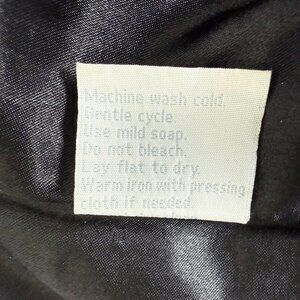 Machine wash cold.
Gentle cycle.
Use mild soap.
Do not bleach.
Lay flat to dry.
Warm iron with pressing
cloth if needed.